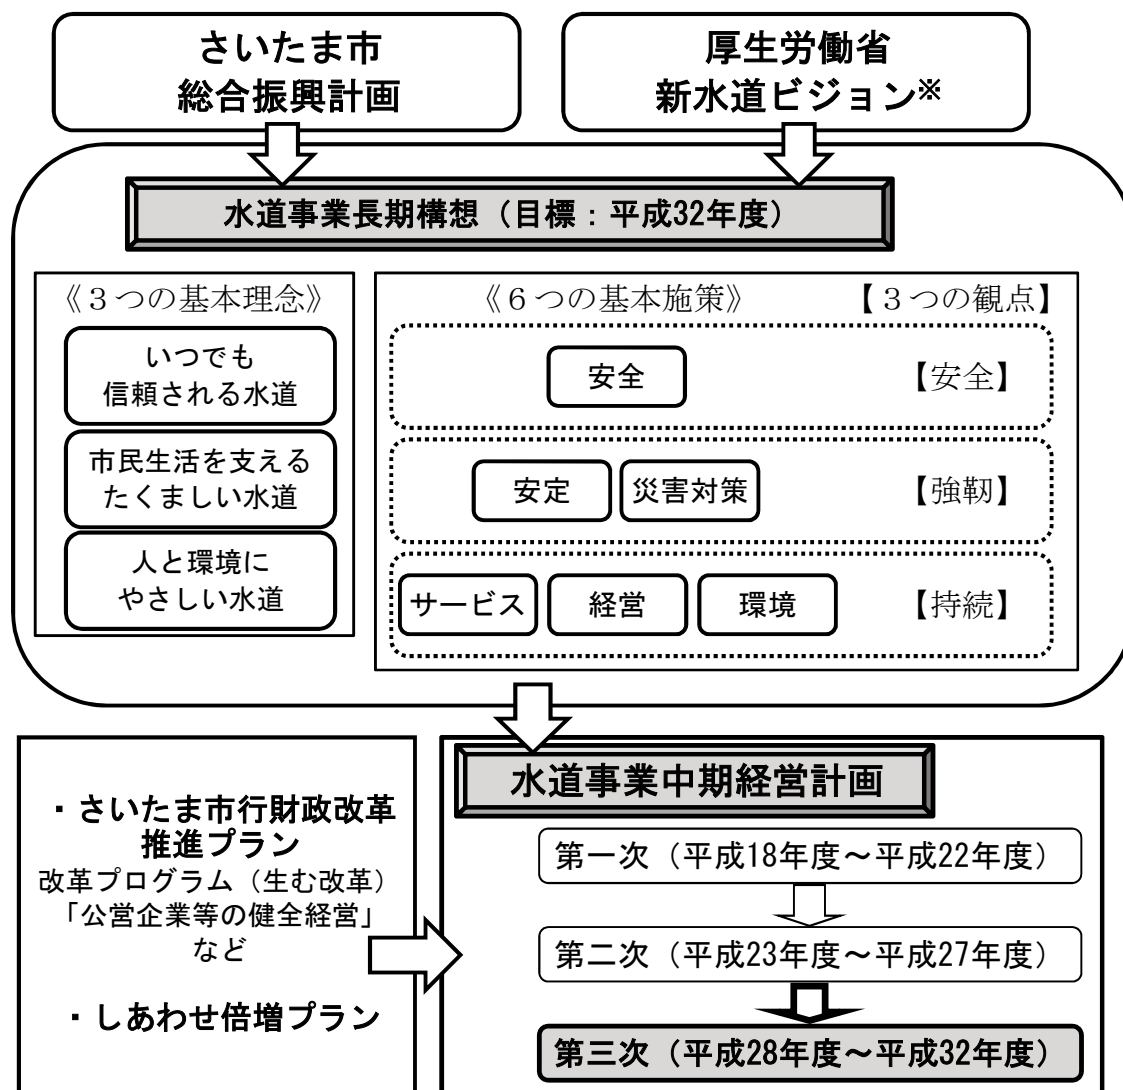 さいたま市
総合振興計画
厚生労働省
新水道ビジョン※
水道事業長期構想（目標：平成32年度）
《３つの基本理念》
いつでも
信頼される水道
市民生活を支える
たくましい水道
人と環境に
やさしい水道
《６つの基本施策》
【３つの観点】
安全
【安全】
安定
災害対策
【強靭】
サービス
経営
環境
【持続】
・さいたま市行財政改革
推進プラン
改革プログラム（生む改革）
「公営企業等の健全経営」
など
・しあわせ倍増プラン
水道事業中期経営計画
第一次（平成18年度～平成22年度）
第二次（平成23年度～平成27年度）
第三次（平成28年度～平成32年度）